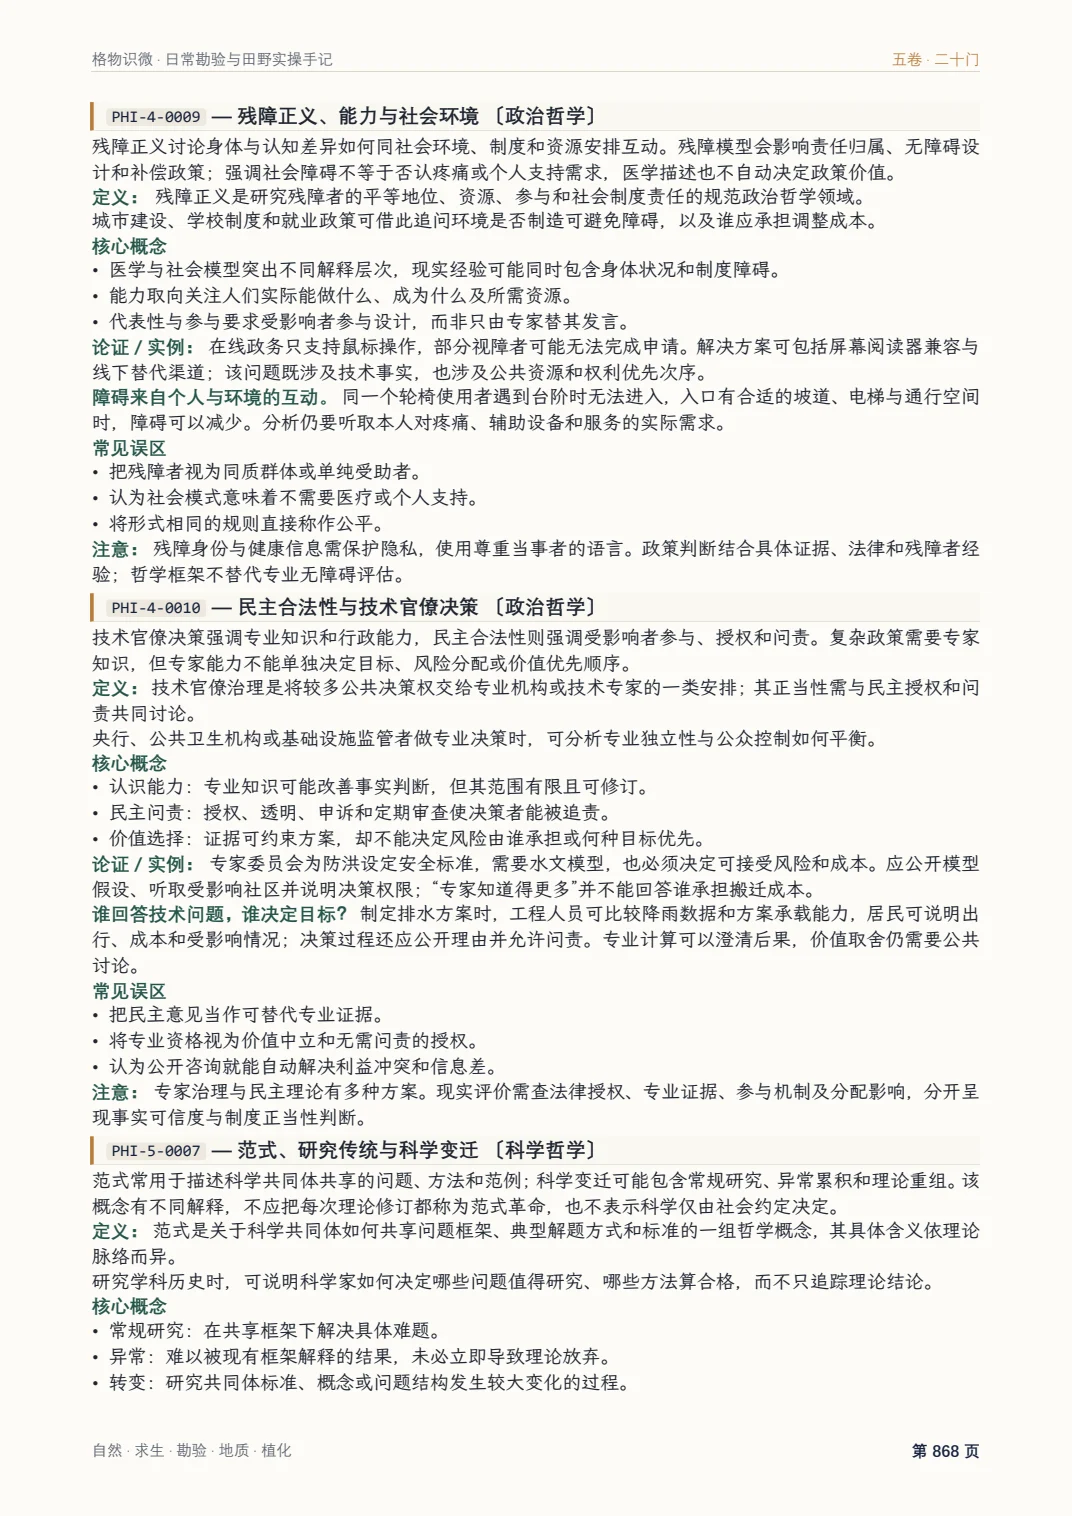 格物识微 · 日常勘验与田野实操手记
五卷 · 二十门
PHI-4-0009 — 残障正义、能力与社会环境 〔政治哲学〕
残障正义讨论身体与认知差异如何同社会环境、制度和资源安排互动。残障模型会影响责任归属、无障碍设
计和补偿政策；强调社会障碍不等于否认疼痛或个人支持需求，医学描述也不自动决定政策价值。
定义： 残障正义是研究残障者的平等地位、资源、参与和社会制度责任的规范政治哲学领域。
城市建设、学校制度和就业政策可借此追问环境是否制造可避免障碍，以及谁应承担调整成本。
核心概念
• 医学与社会模型突出不同解释层次，现实经验可能同时包含身体状况和制度障碍。
• 能力取向关注人们实际能做什么、成为什么及所需资源。
• 代表性与参与要求受影响者参与设计，而非只由专家替其发言。
论证 / 实例： 在线政务只支持鼠标操作，部分视障者可能无法完成申请。解决方案可包括屏幕阅读器兼容与
线下替代渠道；该问题既涉及技术事实，也涉及公共资源和权利优先次序。
障碍来自个人与环境的互动。 同一个轮椅使用者遇到台阶时无法进入，入口有合适的坡道、电梯与通行空间
时，障碍可以减少。分析仍要听取本人对疼痛、辅助设备和服务的实际需求。
常见误区
• 把残障者视为同质群体或单纯受助者。
• 认为社会模式意味着不需要医疗或个人支持。
• 将形式相同的规则直接称作公平。
注意： 残障身份与健康信息需保护隐私，使用尊重当事者的语言。政策判断结合具体证据、法律和残障者经
验；哲学框架不替代专业无障碍评估。
PHI-4-0010 — 民主合法性与技术官僚决策 〔政治哲学〕
技术官僚决策强调专业知识和行政能力，民主合法性则强调受影响者参与、授权和问责。复杂政策需要专家
知识，但专家能力不能单独决定目标、风险分配或价值优先顺序。
定义： 技术官僚治理是将较多公共决策权交给专业机构或技术专家的一类安排；其正当性需与民主授权和问
责共同讨论。
央行、公共卫生机构或基础设施监管者做专业决策时，可分析专业独立性与公众控制如何平衡。
核心概念
• 认识能力：专业知识可能改善事实判断，但其范围有限且可修订。
• 民主问责：授权、透明、申诉和定期审查使决策者能被追责。
• 价值选择：证据可约束方案，却不能决定风险由谁承担或何种目标优先。
论证 / 实例： 专家委员会为防洪设定安全标准，需要水文模型，也必须决定可接受风险和成本。应公开模型
假设、听取受影响社区并说明决策权限；“专家知道得更多”并不能回答谁承担搬迁成本。
谁回答技术问题，谁决定目标？ 制定排水方案时，工程人员可比较降雨数据和方案承载能力，居民可说明出
行、成本和受影响情况；决策过程还应公开理由并允许问责。专业计算可以澄清后果，价值取舍仍需要公共
讨论。
常见误区
• 把民主意见当作可替代专业证据。
• 将专业资格视为价值中立和无需问责的授权。
• 认为公开咨询就能自动解决利益冲突和信息差。
注意： 专家治理与民主理论有多种方案。现实评价需查法律授权、专业证据、参与机制及分配影响，分开呈
现事实可信度与制度正当性判断。
PHI-5-0007 — 范式、研究传统与科学变迁 〔科学哲学〕
范式常用于描述科学共同体共享的问题、方法和范例；科学变迁可能包含常规研究、异常累积和理论重组。该
概念有不同解释，不应把每次理论修订都称为范式革命，也不表示科学仅由社会约定决定。
定义： 范式是关于科学共同体如何共享问题框架、典型解题方式和标准的一组哲学概念，其具体含义依理论
脉络而异。
研究学科历史时，可说明科学家如何决定哪些问题值得研究、哪些方法算合格，而不只追踪理论结论。
核心概念
• 常规研究：在共享框架下解决具体难题。
• 异常：难以被现有框架解释的结果，未必立即导致理论放弃。
• 转变：研究共同体标准、概念或问题结构发生较大变化的过程。
自然 · 求生 · 勘验 · 地质 · 植化
第 868 页